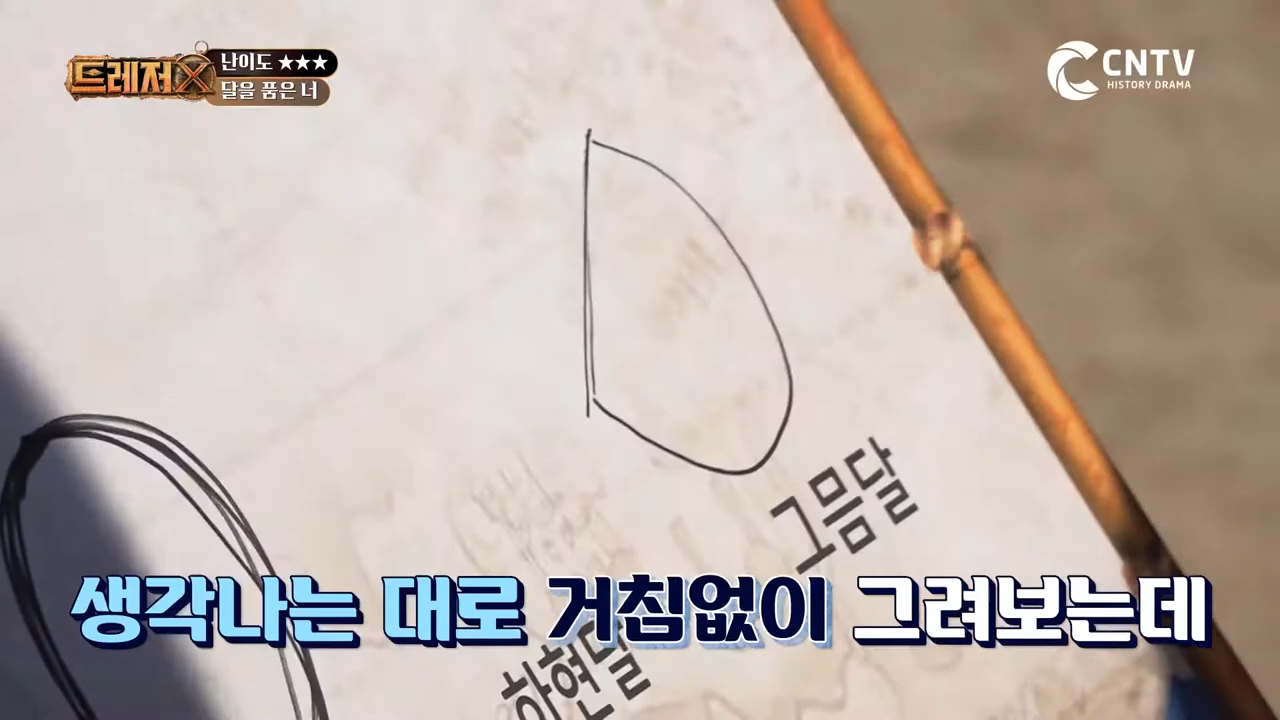 트레저X
난이도 ★★★
달을 품은 너
CNTV
HISTORY DRAMA
그믐달
하현달
생각나는 대로 거침없이 그려보는데